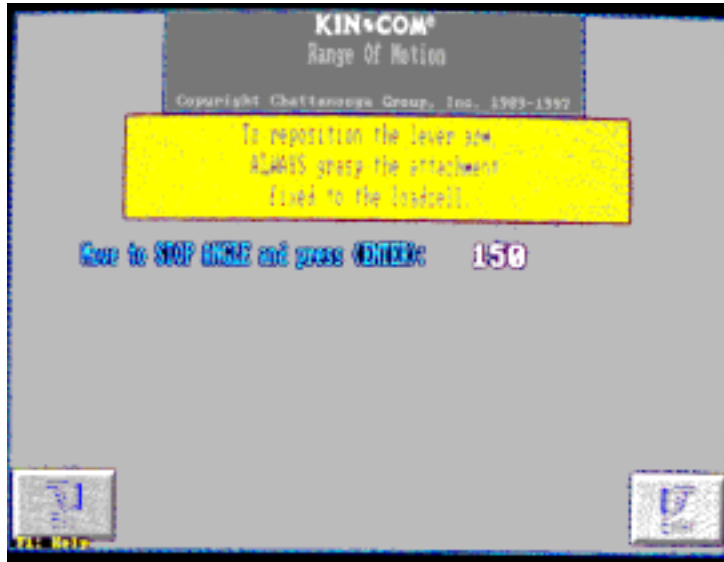 KIN•COM®
Range Of Motion
Copyright Chattanooga Group, Inc. 1989-1997
To reposition the lever arm,
ALWAYS grasp the attachment
fixed to the loadcell.
Move to STOP ANGLE and press (ENTER): 150
F1: Help